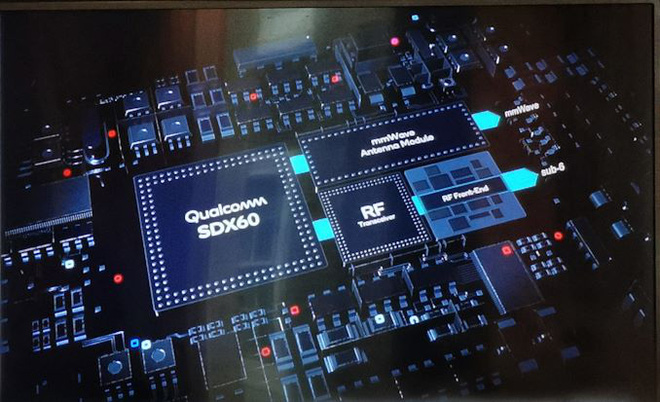 mmWave
mmWave
Antenna Module
Qualcomm
SDX60
RF
Transceiver
RF Front-End
sub-6